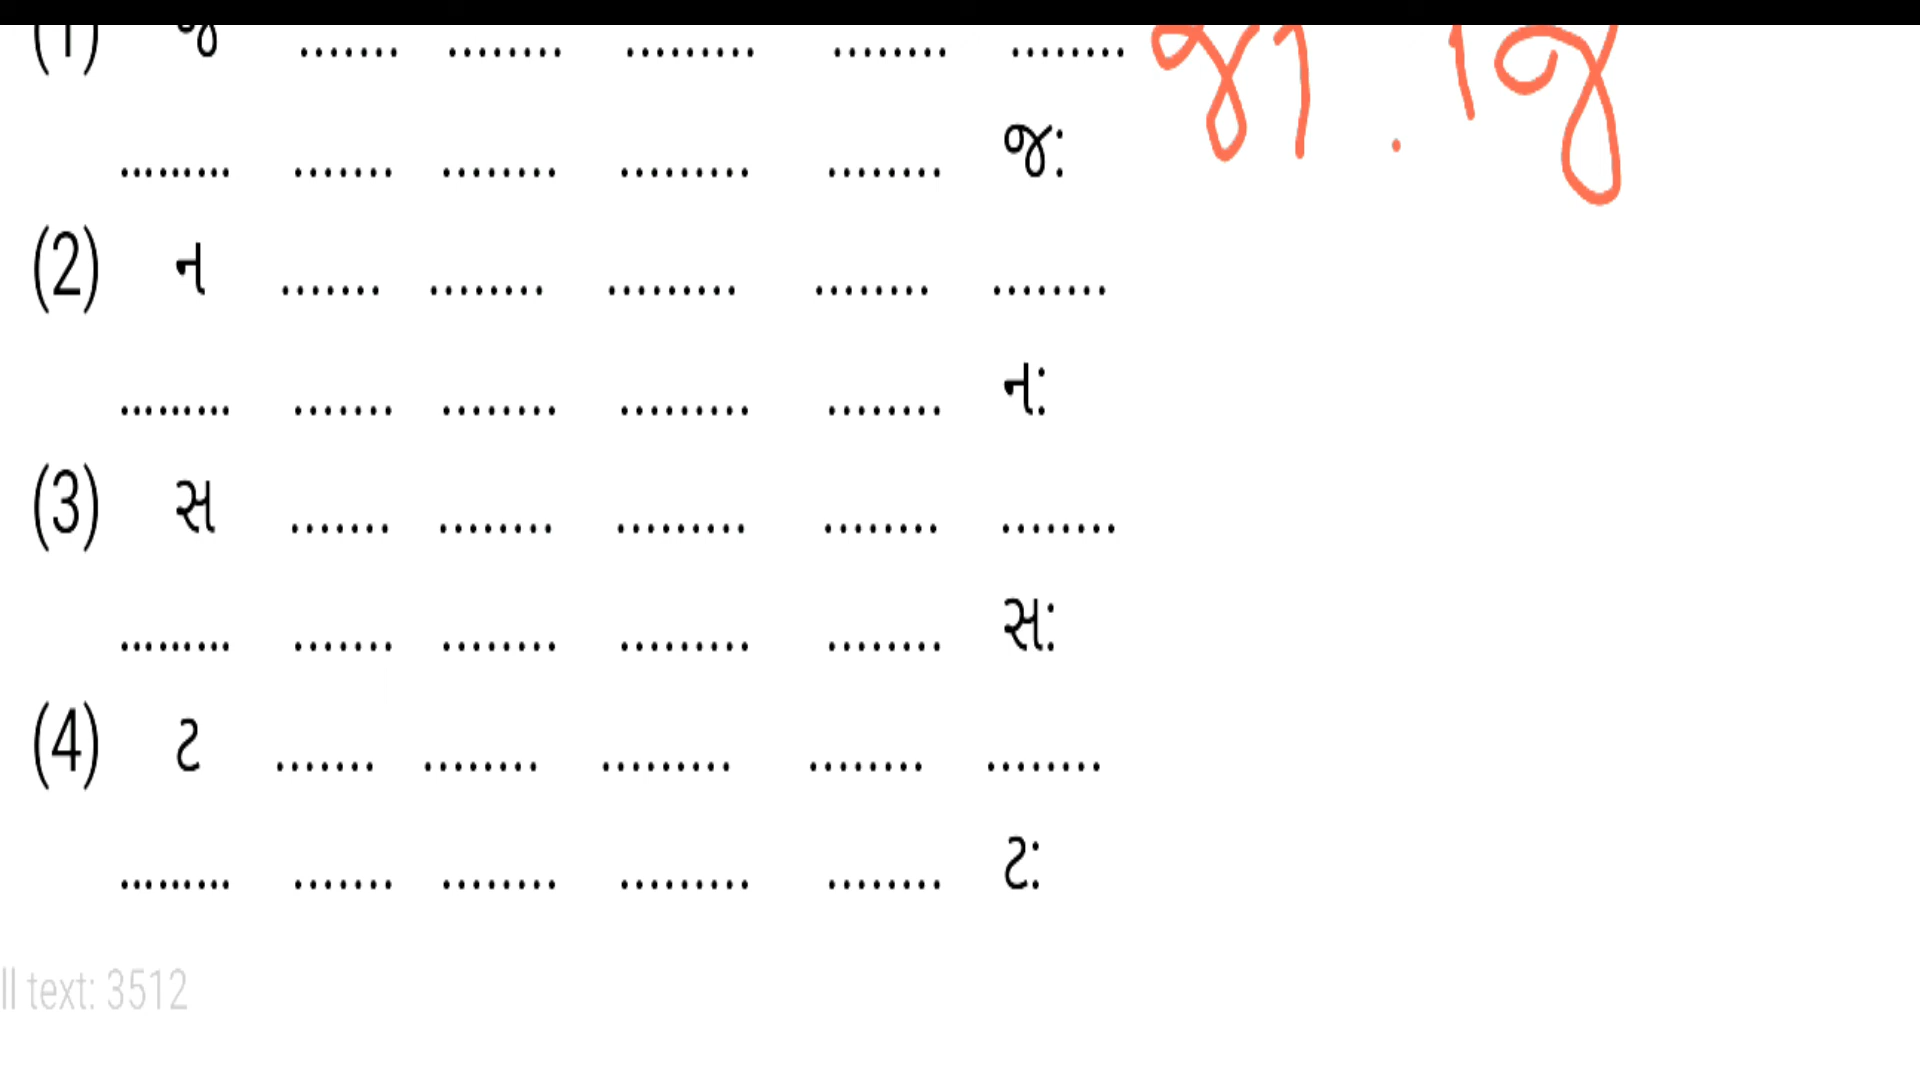 (1) જ ....... ........ ......... ........ ........
......... ....... ........ ......... ........ જઃ
(2) ન ....... ........ ......... ........ ........
......... ....... ........ ......... ........ નઃ
(3) સ ....... ........ ......... ........ ........
......... ....... ........ ......... ........ સઃ
(4) ટ ....... ........ ......... ........ ........
......... ....... ........ ......... ........ ટઃ
ll text: 3512